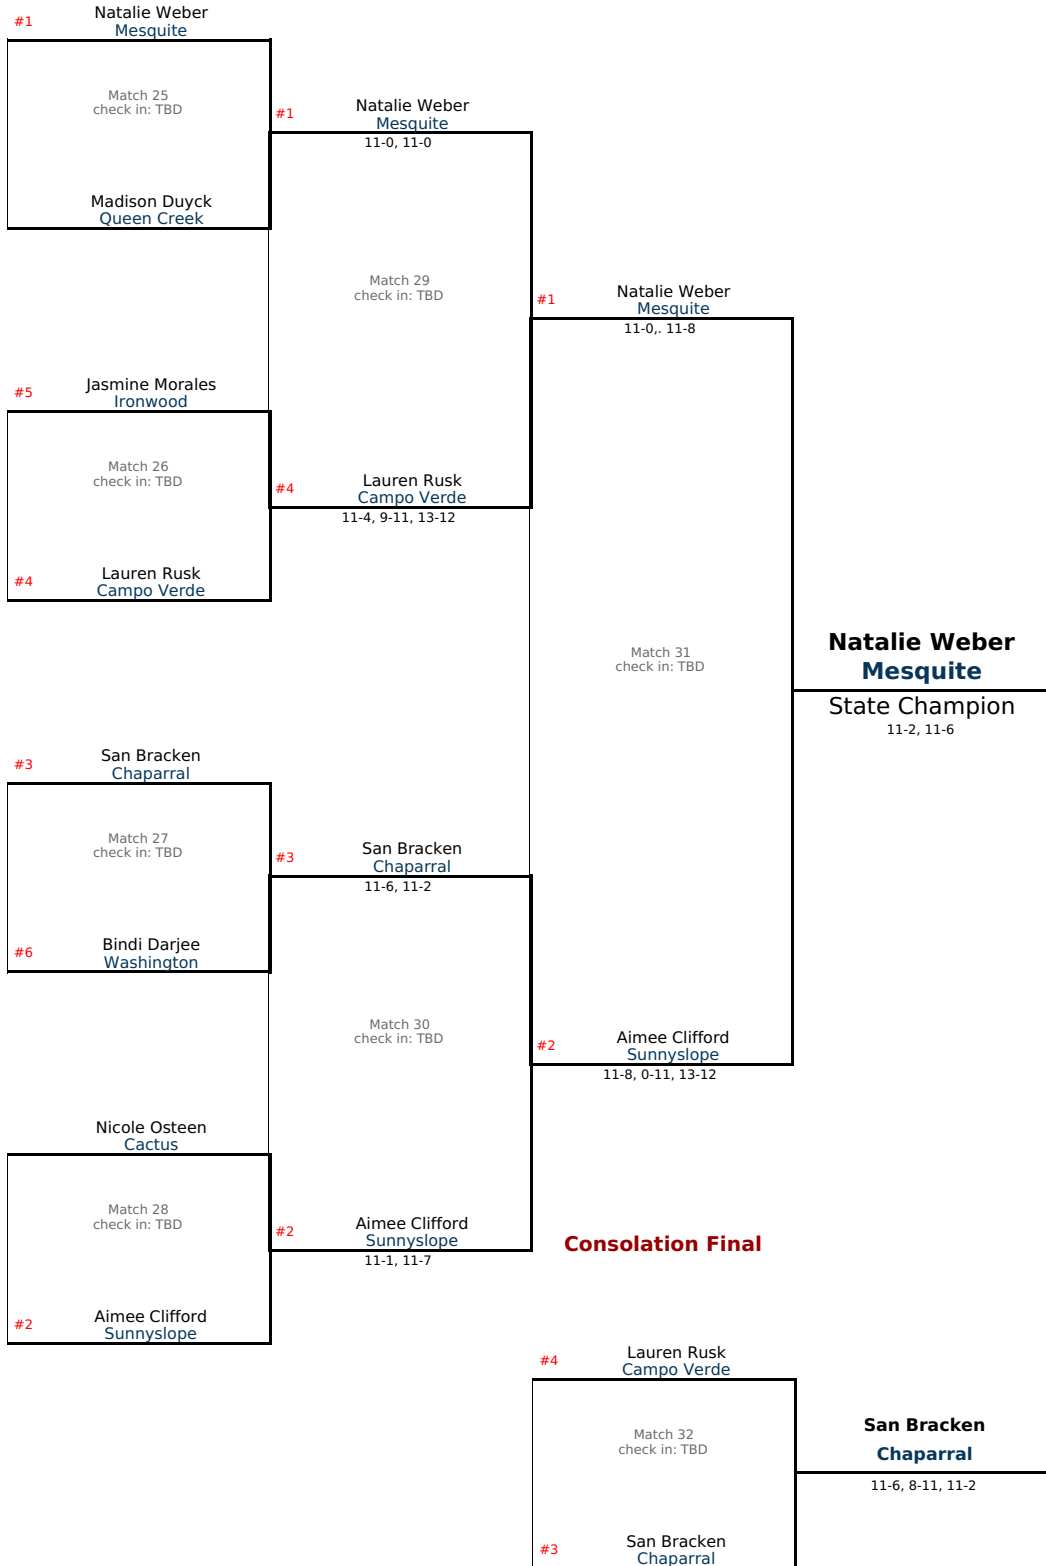 #1
Natalie Weber
Mesquite
Match 25
check in: TBD
#1
Natalie Weber
Mesquite
11-0, 11-0
Madison Duyck
Queen Creek
Match 29
check in: TBD
#1
Natalie Weber
Mesquite
11-0,. 11-8
#5
Jasmine Morales
Ironwood
Match 26
check in: TBD
#4
Lauren Rusk
Campo Verde
11-4, 9-11, 13-12
#4
Lauren Rusk
Campo Verde
Match 31
check in: TBD
Natalie Weber
Mesquite
State Champion
11-2, 11-6
#3
San Bracken
Chaparral
Match 27
check in: TBD
#3
San Bracken
Chaparral
11-6, 11-2
#6
Bindi Darjee
Washington
Match 30
check in: TBD
#2
Aimee Clifford
Sunnyslope
11-8, 0-11, 13-12
Nicole Osteen
Cactus
Match 28
check in: TBD
#2
Aimee Clifford
Sunnyslope
11-1, 11-7
Consolation Final
#2
Aimee Clifford
Sunnyslope
#4
Lauren Rusk
Campo Verde
Match 32
check in: TBD
San Bracken
Chaparral
11-6, 8-11, 11-2
#3
San Bracken
Chaparral